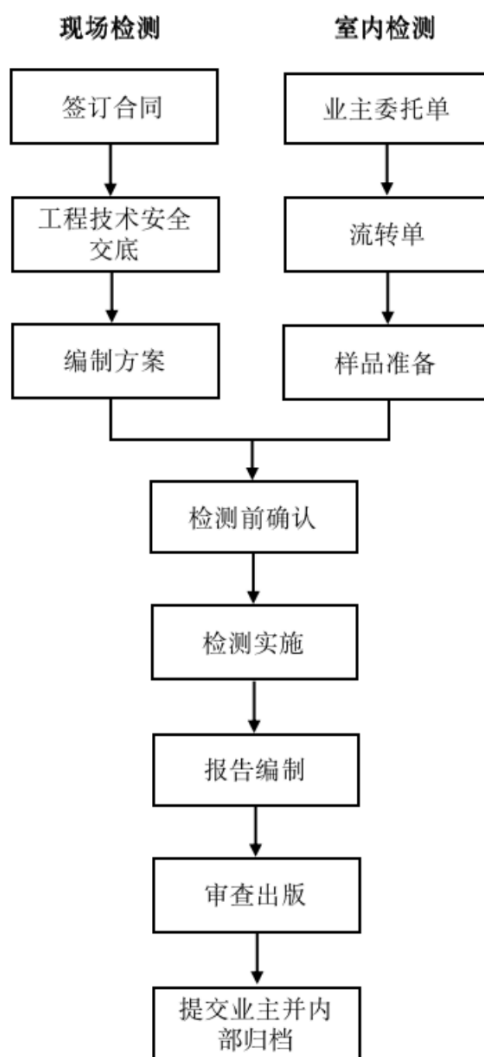 现场检测
室内检测
签订合同
业主委托单
工程技术安全
交底
流转单
编制方案
样品准备
检测前确认
检测实施
报告编制
审查出版
提交业主并内
部归档